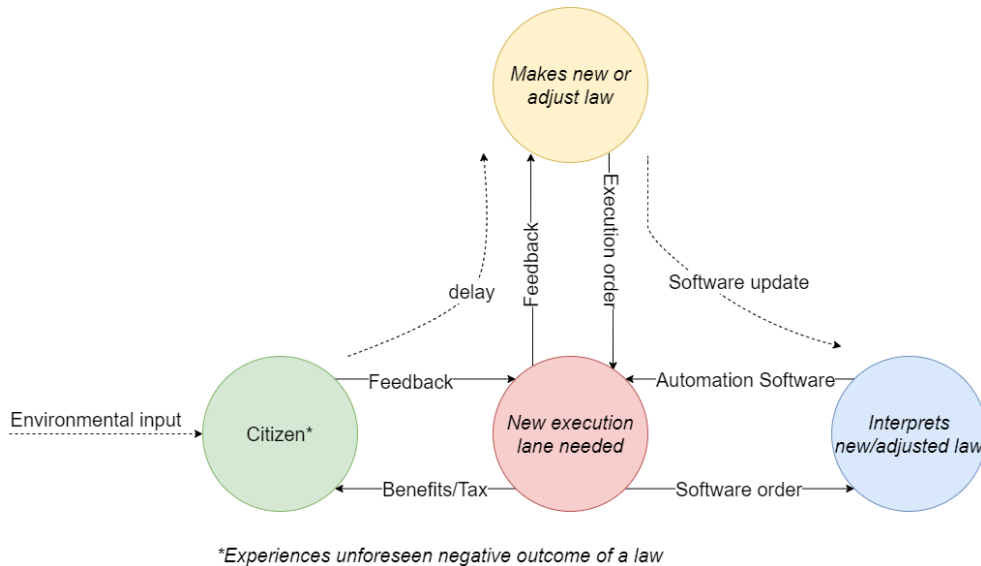 Makes new or
adjust law
Feedback
Execution order
delay
Software update
Feedback
Automation Software
Environmental input
Citizen*
New execution
lane needed
Interprets
new/adjusted law
Benefits/Tax
Software order
*Experiences unforeseen negative outcome of a law